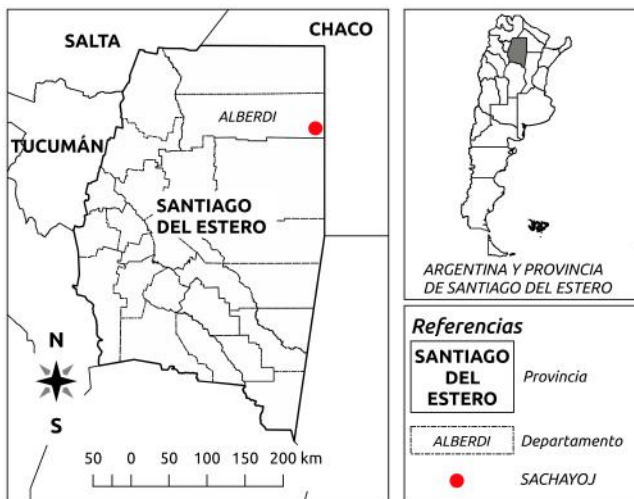 SALTA
CHACO
ALBERDI
TUCUMÁN
SANTIAGO
DEL ESTERO
N
S
50 0 50 100 150 200 km
ARGENTINA Y PROVINCIA
DE SANTIAGO DEL ESTERO
Referencias
SANTIAGO
DEL
ESTERO
Provincia
ALBERDI
Departamento
SACHAYOJ